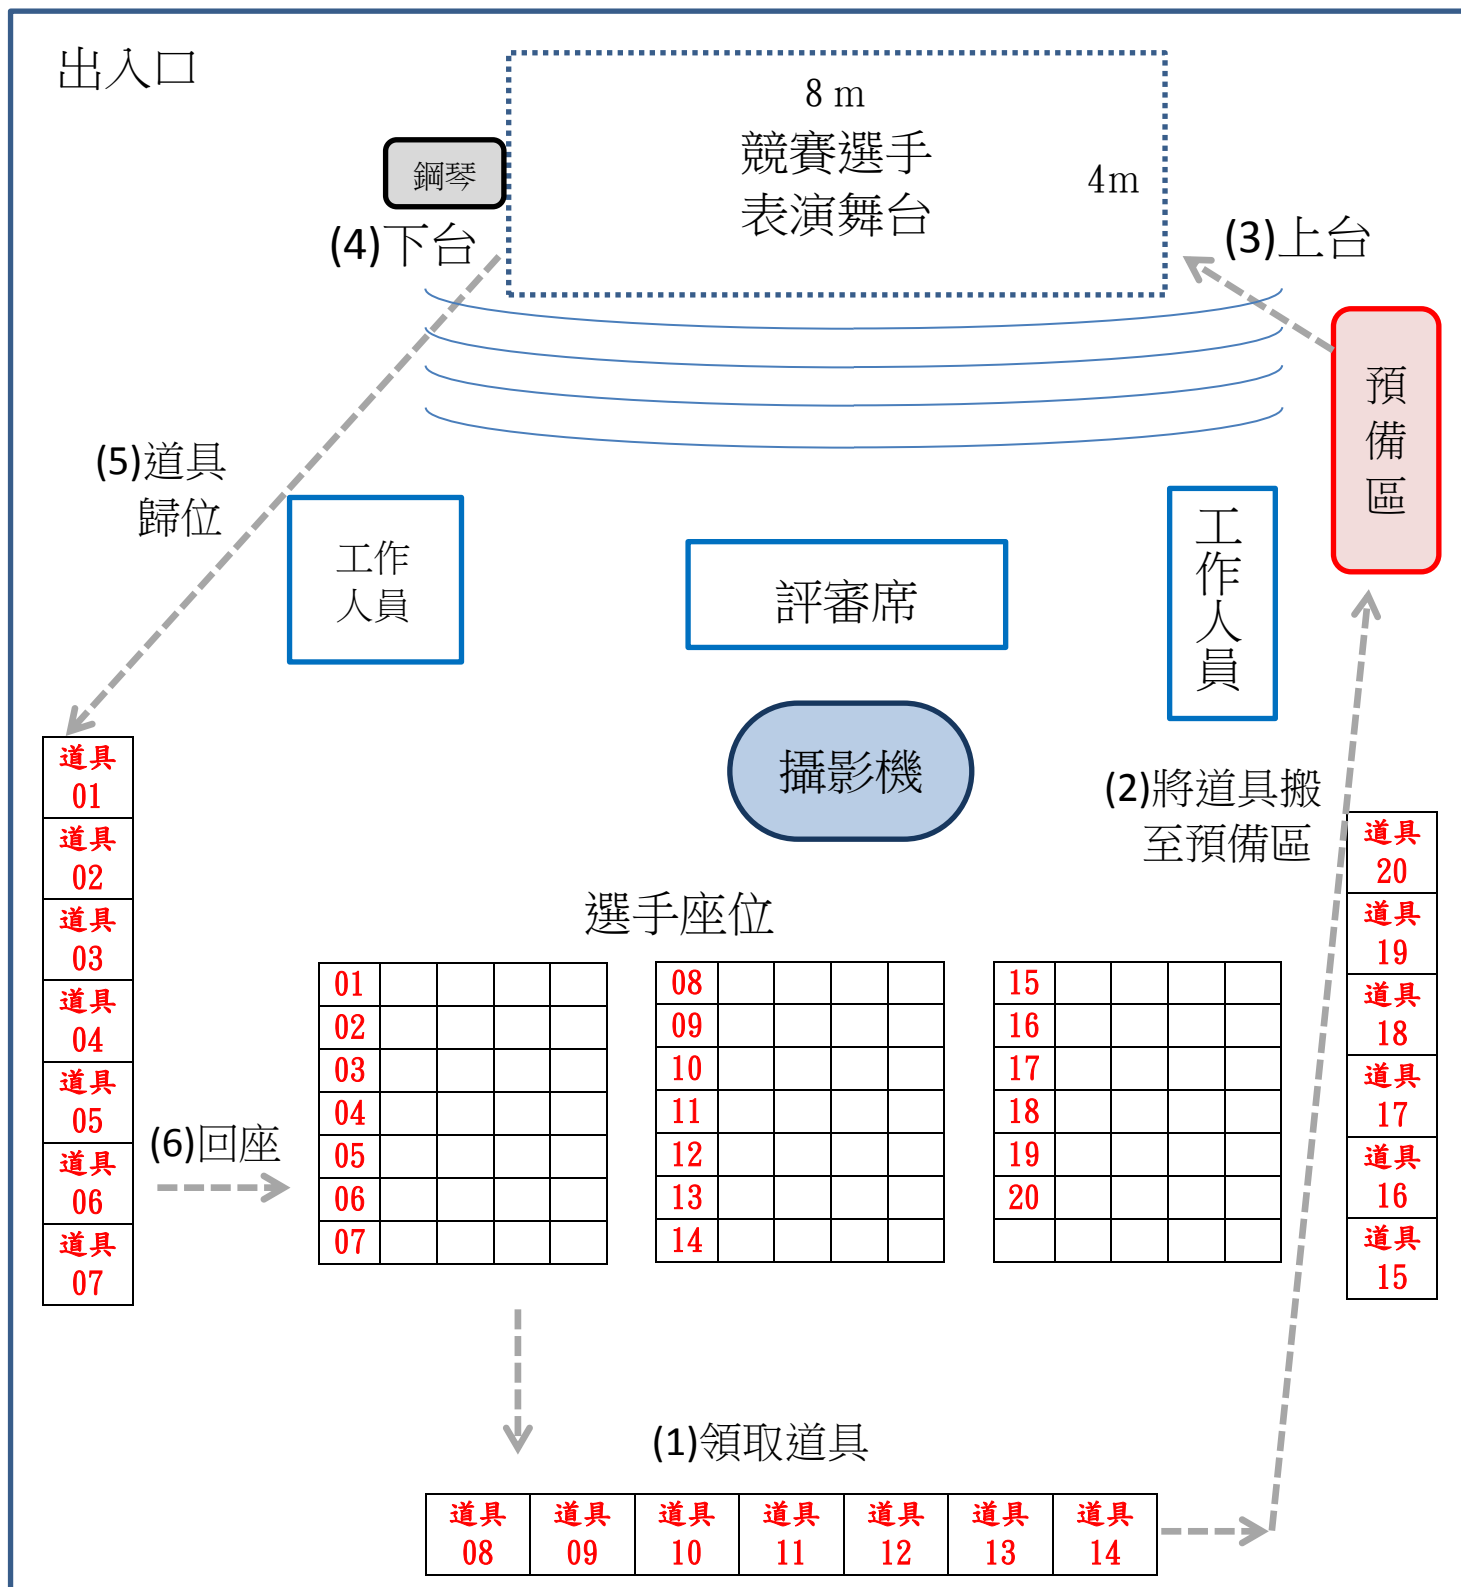 出入口
8 m
競賽選手
表演舞台
4m
鋼琴
(4)下台
(3)上台
預
備
區
(5)道具
歸位
工作
人員
評審席
工
作
人
員
攝影機
(2)將道具搬
至預備區
道具
01
道具
02
道具
03
道具
04
道具
05
道具
06
道具
07
道具
20
道具
19
道具
18
道具
17
道具
16
道具
15
選手座位
01
02
03
04
05
06
07
08
09
10
11
12
13
14
15
16
17
18
19
20
(6)回座
(1)領取道具
道具
08
道具
09
道具
10
道具
11
道具
12
道具
13
道具
14